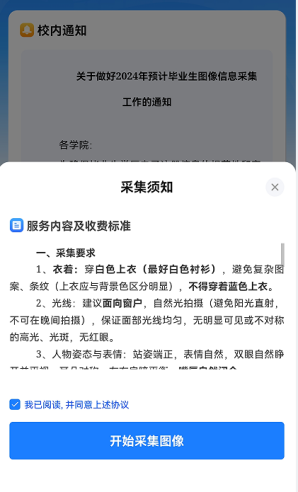 校内通知
关于做好2024年预计毕业生图像信息采集
工作的通知
各学院：
采集须知
服务内容及收费标准
一、采集要求
1、衣着：穿白色上衣（最好白色衬衫），避免复杂图
案、条纹（上衣应与背景色区分明显），不得穿着蓝色上衣。
2、光线：建议面向窗户，自然光拍摄（避免阳光直射，
不可在晚间拍摄），保证面部光线均匀，无明显可见或不对称
的高光、光斑，无红眼。
3、人物姿态与表情：站姿端正，表情自然，双眼自然睁
我已阅读，并同意上述协议
开始采集图像